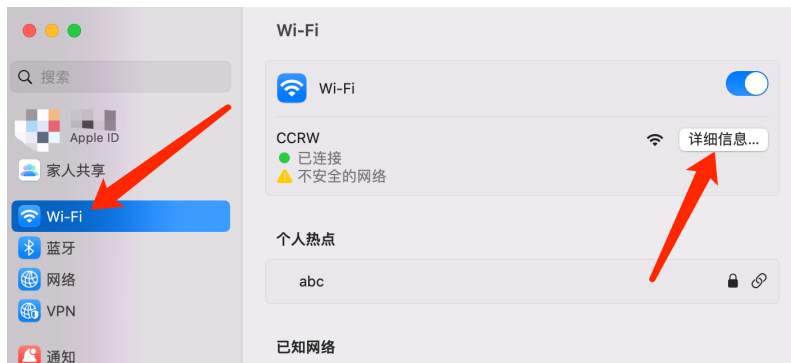 搜索
Apple ID
家人共享
Wi-Fi
蓝牙
网络
VPN
通知
Wi-Fi
Wi-Fi
CCRW
已连接
不安全的网络
详细信息...
个人热点
abc
已知网络